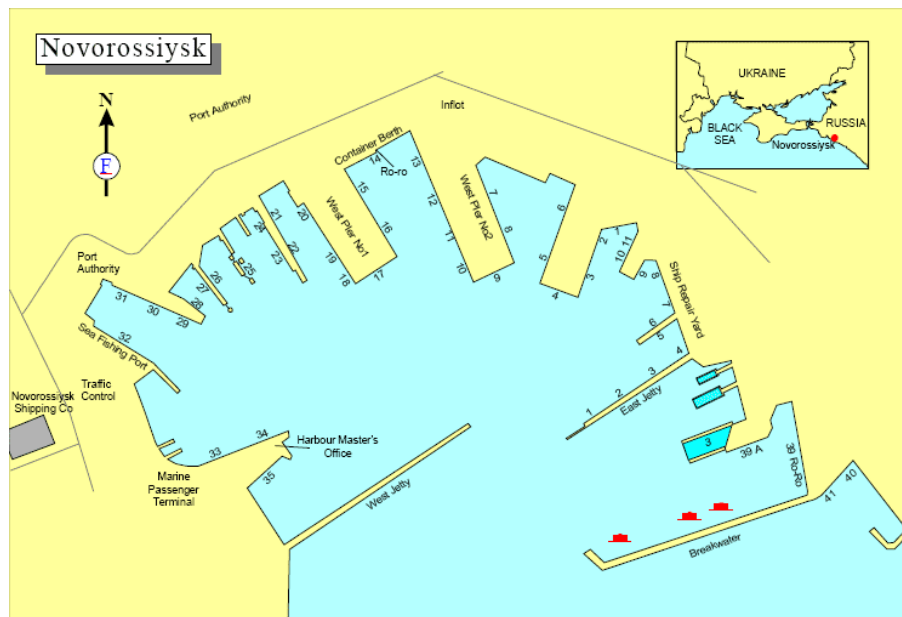 Novorossiysk
N
E
Port Authority
Inflot
UKRAINE
BLACK
SEA
RUSSIA
Novorossiysk
Container Berth
14
Ro-ro
13
15
16
12
11
10
9
West Pier No1
West Pier No2
7
8
6
5
4
3
2
1
11
10
9
8
7
Ship Repair Yard
6
5
4
3
2
1
East Jetty
21
20
24
22
23
19
18
17
25
26
27
28
Port
Authority
31
30
29
32
Sea Fishing Port
Traffic
Control
Novorossiysk
Shipping Co
33
34
Harbour Master's
Office
35
Marine
Passenger
Terminal
West Jetty
3
39 A
39 Ro-Ro
41
40
Breakwater